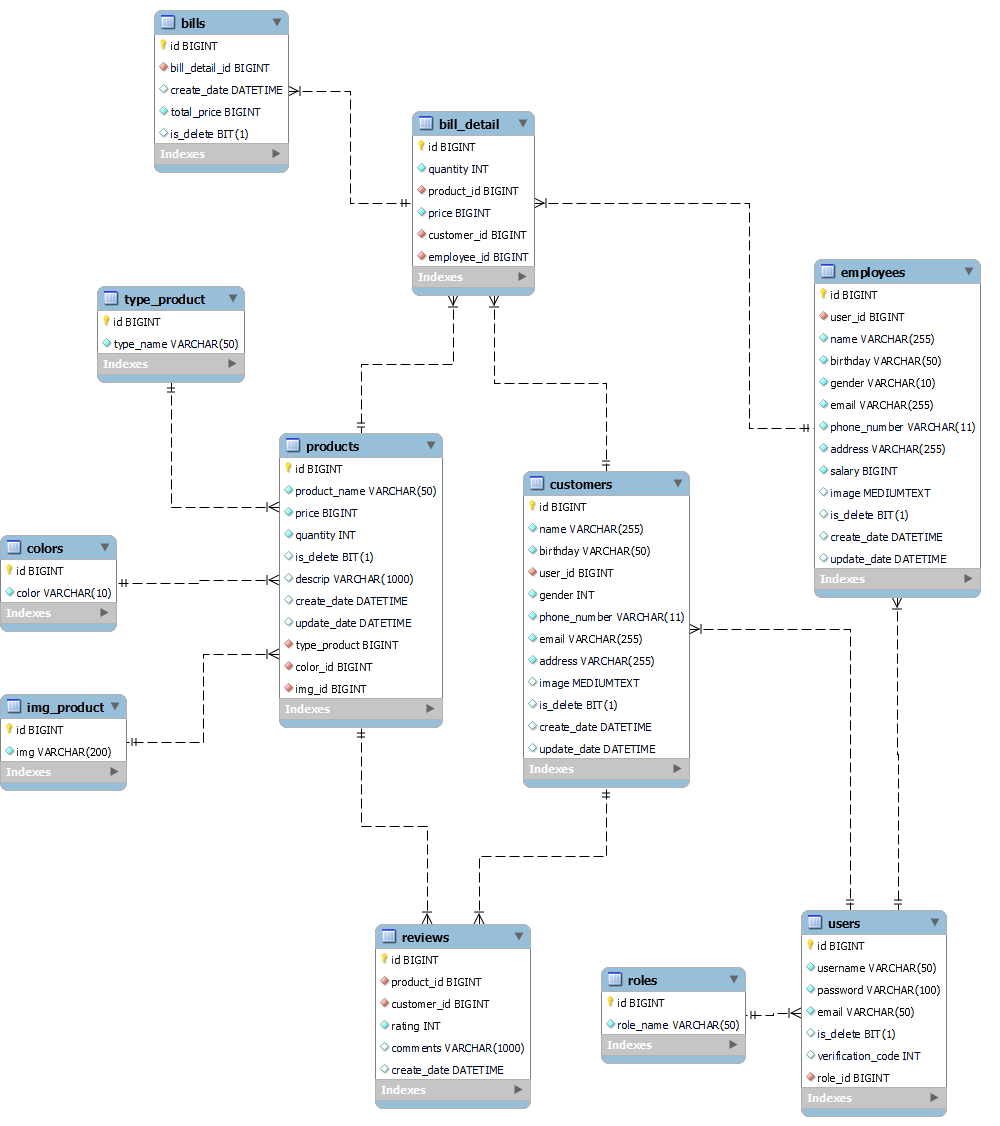 bills
id BIGINT
bill_detail_id BIGINT
create_date DATETIME
total_price BIGINT
is_delete BIT(1)
Indexes
bill_detail
id BIGINT
quantity INT
product_id BIGINT
price BIGINT
customer_id BIGINT
employee_id BIGINT
Indexes
employees
id BIGINT
user_id BIGINT
name VARCHAR(255)
birthday VARCHAR(50)
gender VARCHAR(10)
email VARCHAR(255)
phone_number VARCHAR(11)
address VARCHAR(255)
salary BIGINT
image MEDIUMTEXT
is_delete BIT(1)
create_date DATETIME
update_date DATETIME
Indexes
type_product
id BIGINT
type_name VARCHAR(50)
Indexes
products
id BIGINT
product_name VARCHAR(50)
price BIGINT
quantity INT
is_delete BIT(1)
descrip VARCHAR(1000)
create_date DATETIME
update_date DATETIME
type_product BIGINT
color_id BIGINT
img_id BIGINT
Indexes
customers
id BIGINT
name VARCHAR(255)
birthday VARCHAR(50)
user_id BIGINT
gender INT
phone_number VARCHAR(11)
email VARCHAR(255)
address VARCHAR(255)
image MEDIUMTEXT
is_delete BIT(1)
create_date DATETIME
update_date DATETIME
Indexes
colors
id BIGINT
color VARCHAR(10)
Indexes
img_product
id BIGINT
img VARCHAR(200)
Indexes
reviews
id BIGINT
product_id BIGINT
customer_id BIGINT
rating INT
comments VARCHAR(1000)
create_date DATETIME
Indexes
roles
id BIGINT
role_name VARCHAR(50)
Indexes
users
id BIGINT
username VARCHAR(50)
password VARCHAR(100)
email VARCHAR(50)
is_delete BIT(1)
verification_code INT
role_id BIGINT
Indexes